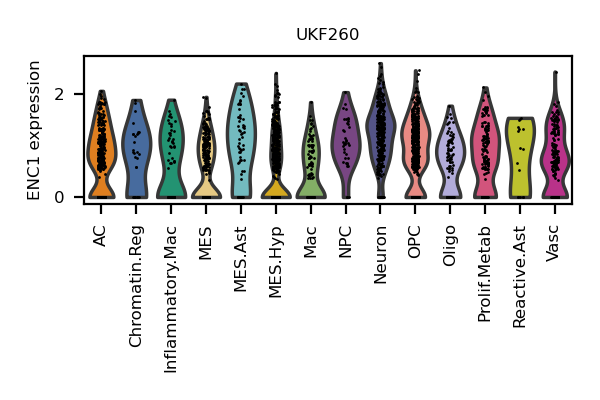 UKF260
ENC1 expression
2
0
AC
Chromatin.Reg
Inflammatory.Mac
MES
MES.Ast
MES.Hyp
Mac
NPC
Neuron
OPC
Oligo
Prolif.Metab
Reactive.Ast
Vasc